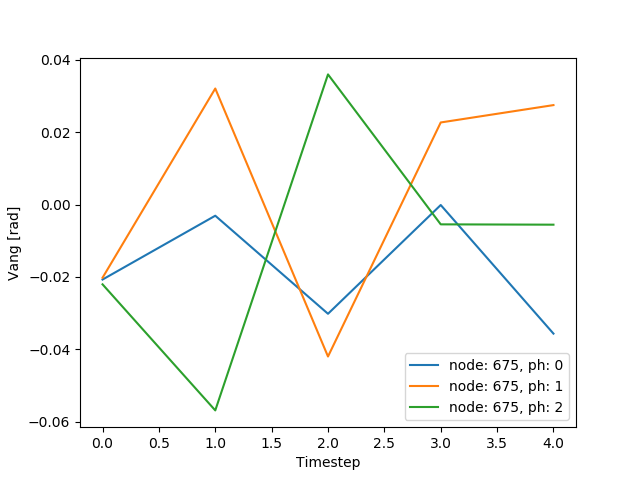 0.04
0.02
0.00
−0.02
−0.04
−0.06
Vang [rad]
0.0 0.5 1.0 1.5 2.0 2.5 3.0 3.5 4.0
Timestep
node: 675, ph: 0
node: 675, ph: 1
node: 675, ph: 2